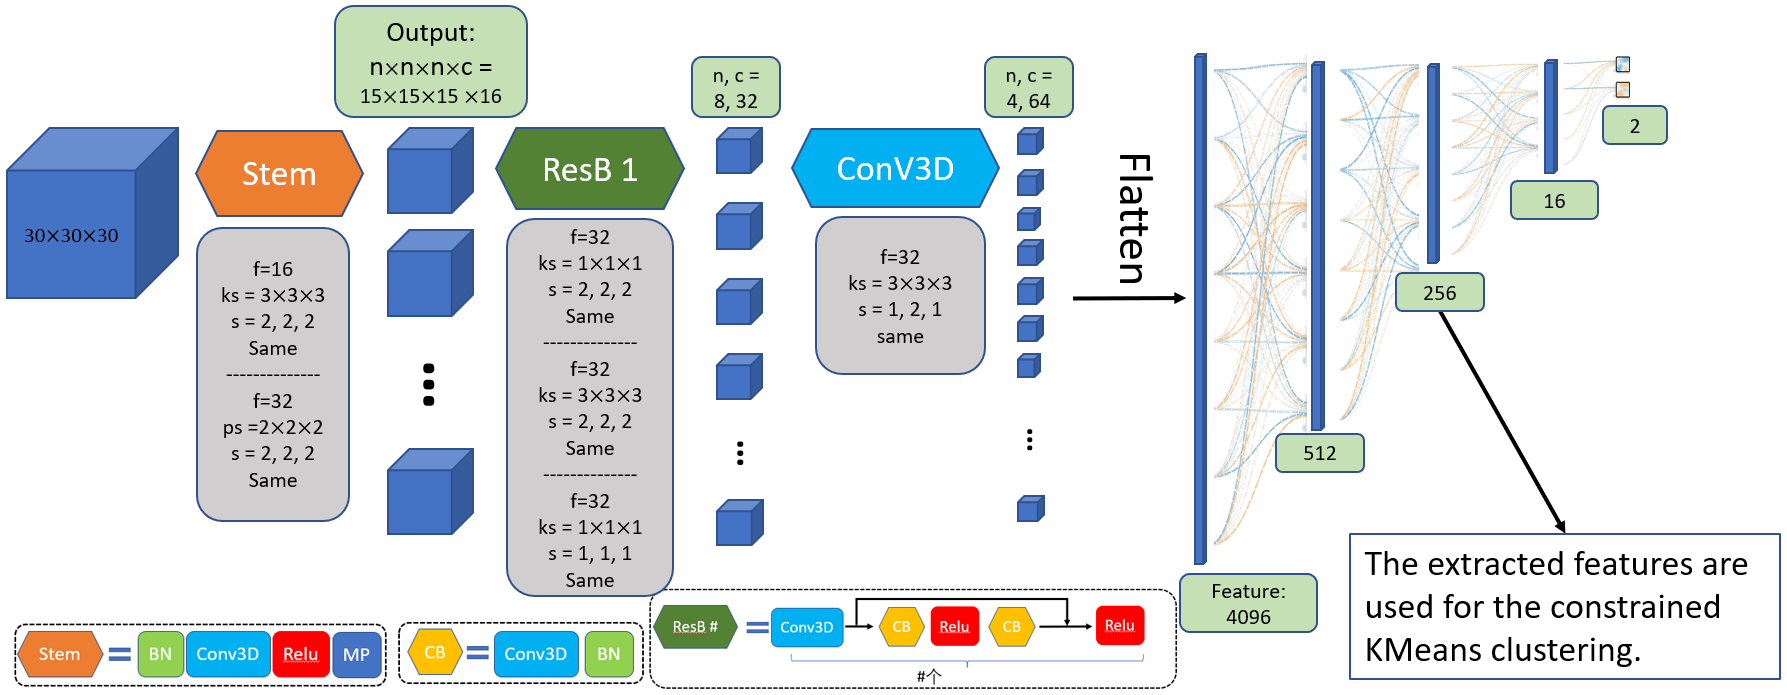 30×30×30
Stem
f=16
ks = 3×3×3
s = 2, 2, 2
Same
--------------
f=32
ps =2×2×2
s = 2, 2, 2
Same
Output:
n×n×n×c =
15×15×15 ×16
ResB 1
f=32
ks = 1×1×1
s = 2, 2, 2
Same
--------------
f=32
ks = 3×3×3
s = 2, 2, 2
Same
--------------
f=32
ks = 1×1×1
s = 1, 1, 1
Same
n, c =
8, 32
ConV3D
f=32
ks = 3×3×3
s = 1, 2, 1
same
n, c =
4, 64
Flatten
Feature:
4096
512
256
16
2
The extracted features are
used for the constrained
KMeans clustering.
Stem = BN Conv3D Relu MP
CB = Conv3D BN
ResB # = Conv3D CB Relu CB Relu
#个